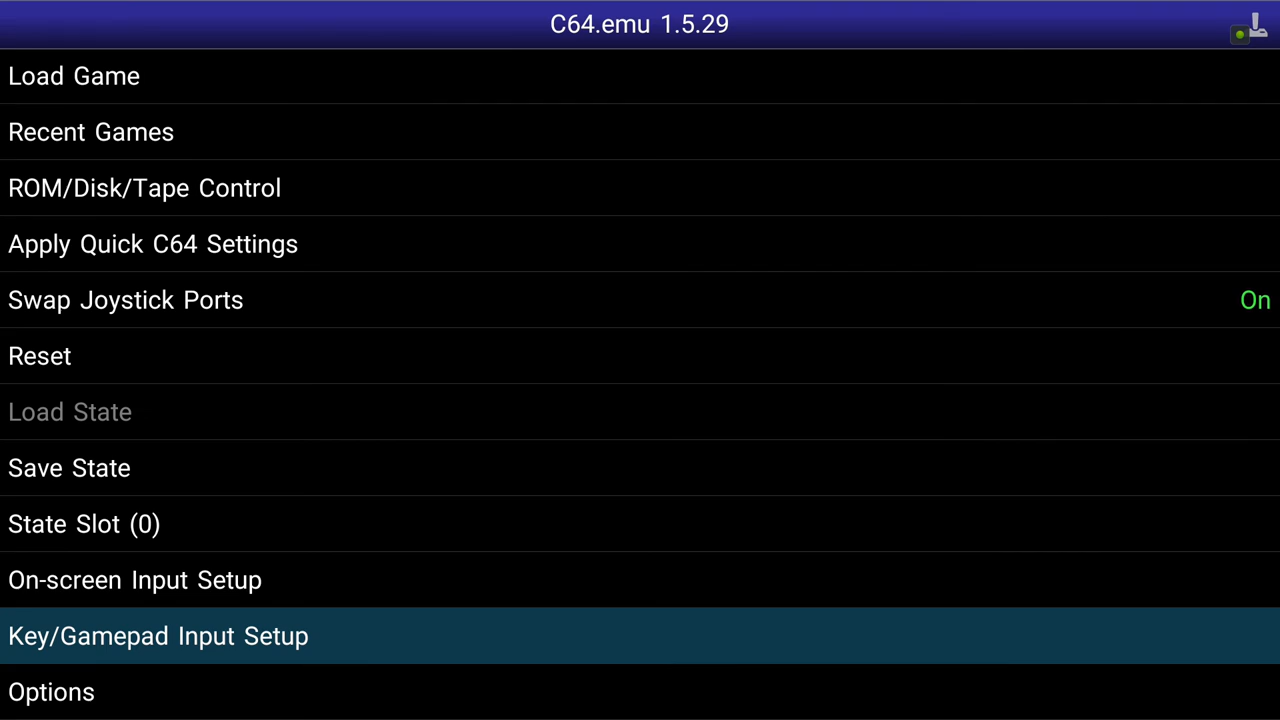 C64.emu 1.5.29
Load Game
Recent Games
ROM/Disk/Tape Control
Apply Quick C64 Settings
Swap Joystick Ports On
Reset
Load State
Save State
State Slot (0)
On-screen Input Setup
Key/Gamepad Input Setup
Options